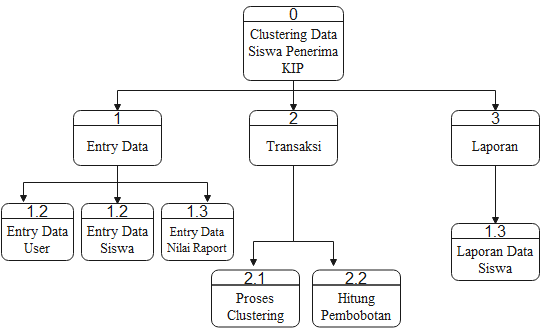 0
Clustering Data
Siswa Penerima
KIP
1
Entry Data
2
Transaksi
3
Laporan
1.2
Entry Data
User
1.2
Entry Data
Siswa
1.3
Entry Data
Nilai Raport
1.3
Laporan Data
Siswa
2.1
Proses
Clustering
2.2
Hitung
Pembobotan